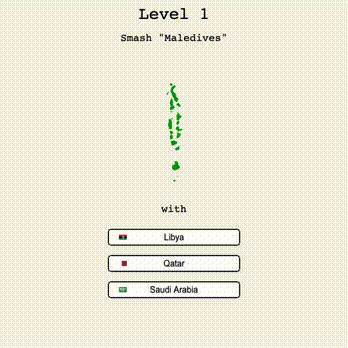 Level 1
Smash "Maledives"
with
Libya
Qatar
Saudi Arabia